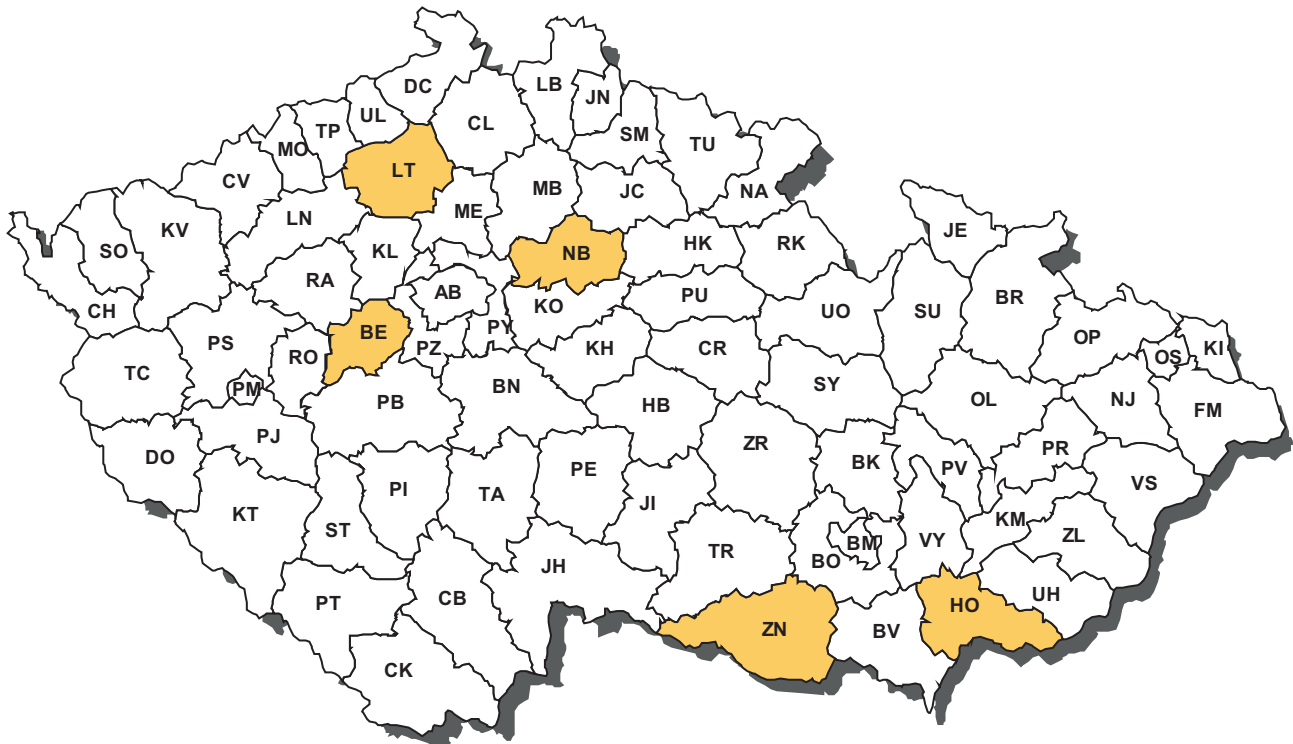 DC
LB
JN
UL
CL
SM
TU
TP
MO
LT
CV
MB
JC
NA
LN
ME
KV
SO
KL
NB
HK
RK
JE
RA
AB
KO
PU
UO
SU
BR
CH
PS
RO
BE
PZ
PY
KH
CR
OP
OS
KI
TC
PM
BN
SY
PB
HB
OL
NJ
FM
PJ
DO
ZR
PR
PI
TA
PE
BK
PV
VS
KT
ST
JI
KM
ZL
TR
BO
BM
VY
JH
PT
CB
UH
HO
ZN
BV
CK